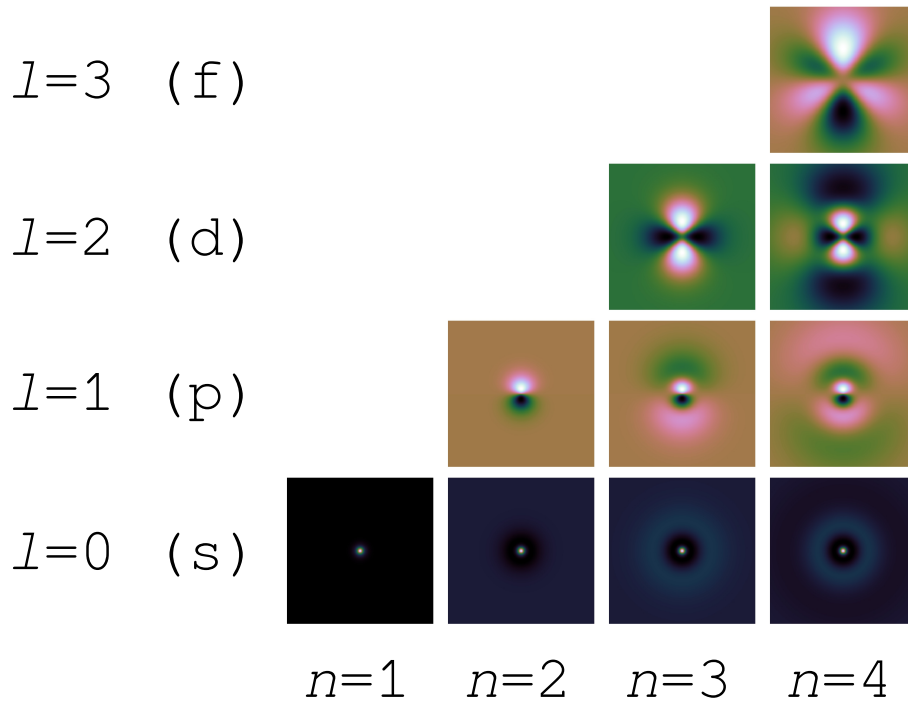 l=3 (f)
l=2 (d)
l=1 (p)
l=0 (s)
n=1 n=2 n=3 n=4